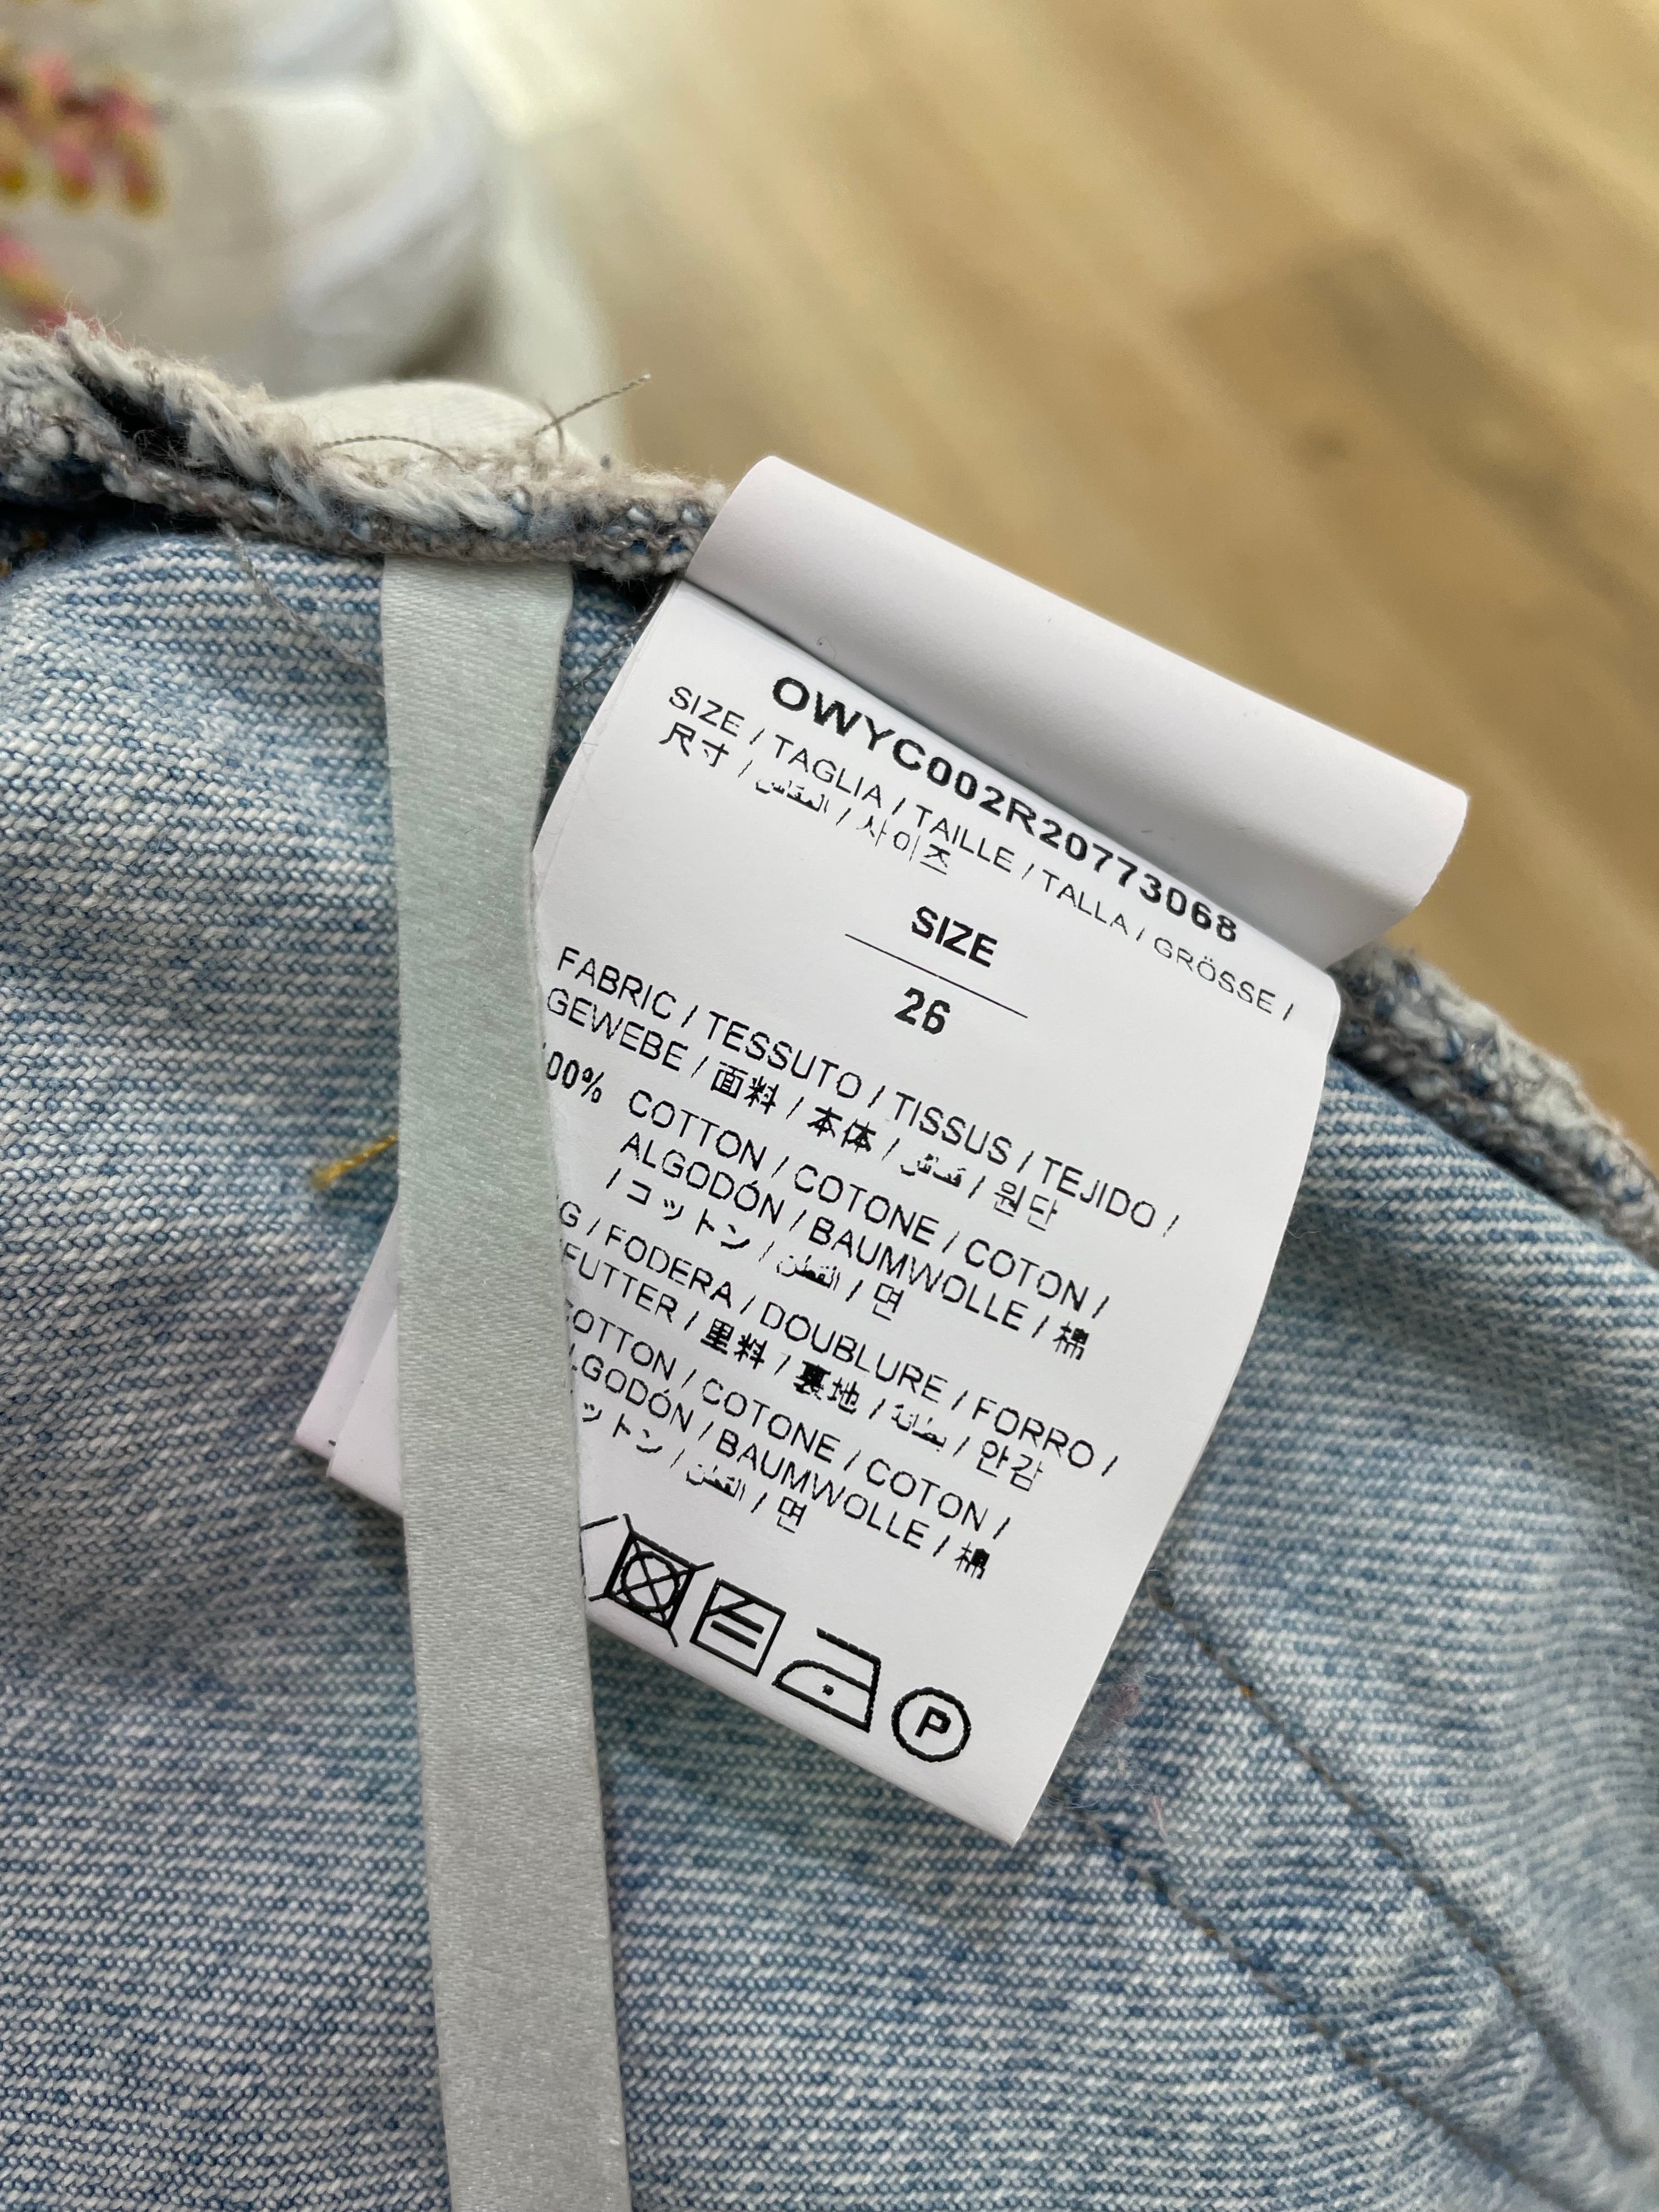 OWYC002R20773068
SIZE / TAGLIA / TAILLE / TALLA / GRÖSSE /
尺寸 / المقاس / 사이즈
SIZE
26
FABRIC / TESSUTO / TISSUS / TEJIDO /
GEWEBE / 面料 / 本体 / قماش / 원단
00% COTTON / COTONE / COTON /
ALGODÓN / BAUMWOLLE / 棉
/ コットン / القطن / 면
G / FODERA / DOUBLURE / FORRO /
FUTTER / 里料 / 裏地 / بطانة / 안감
COTTON / COTONE / COTON /
LGODÓN / BAUMWOLLE / 棉
ットン / القطن / 면
P